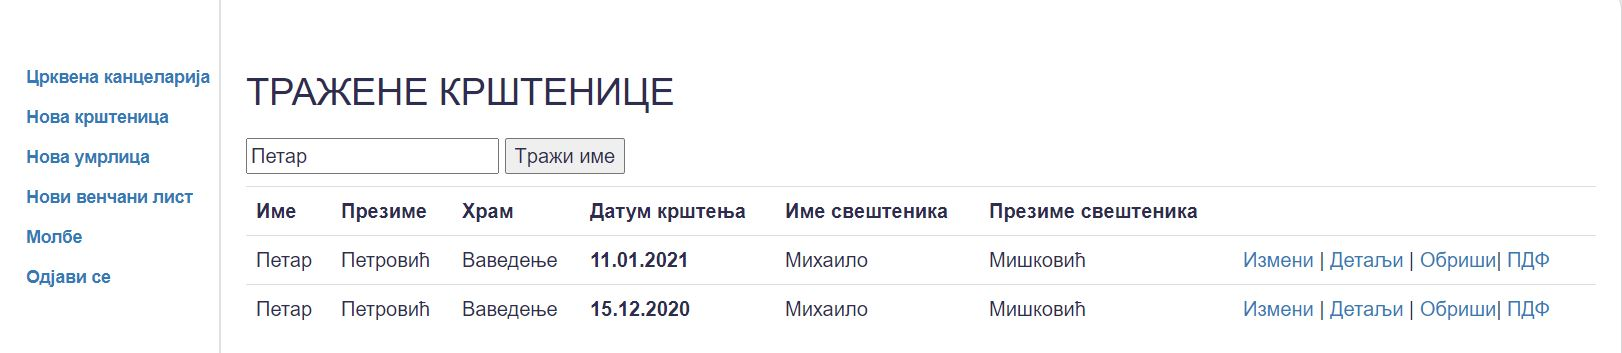 Црквена канцеларија
Нова крштеница
Нова умрлица
Нови венчани лист
Молбе
Одјави се
ТРАЖЕНЕ КРШТЕНИЦЕ
Петар Тражи име
Име Презиме Храм Датум крштења Име свештеника Презиме свештеника
Петар Петровић Ваведење 11.01.2021 Михаило Мишковић Измени | Детаљи | Обриши| ПДФ
Петар Петровић Ваведење 15.12.2020 Михаило Мишковић Измени | Детаљи | Обриши| ПДФ